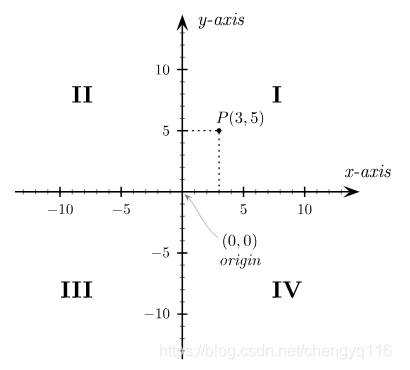 y-axis
10
II
I
P(3, 5)
5
x-axis
−10
−5
5
10
(0, 0)
origin
−5
III
IV
−10
https://blog.csdn.net/chengyq116